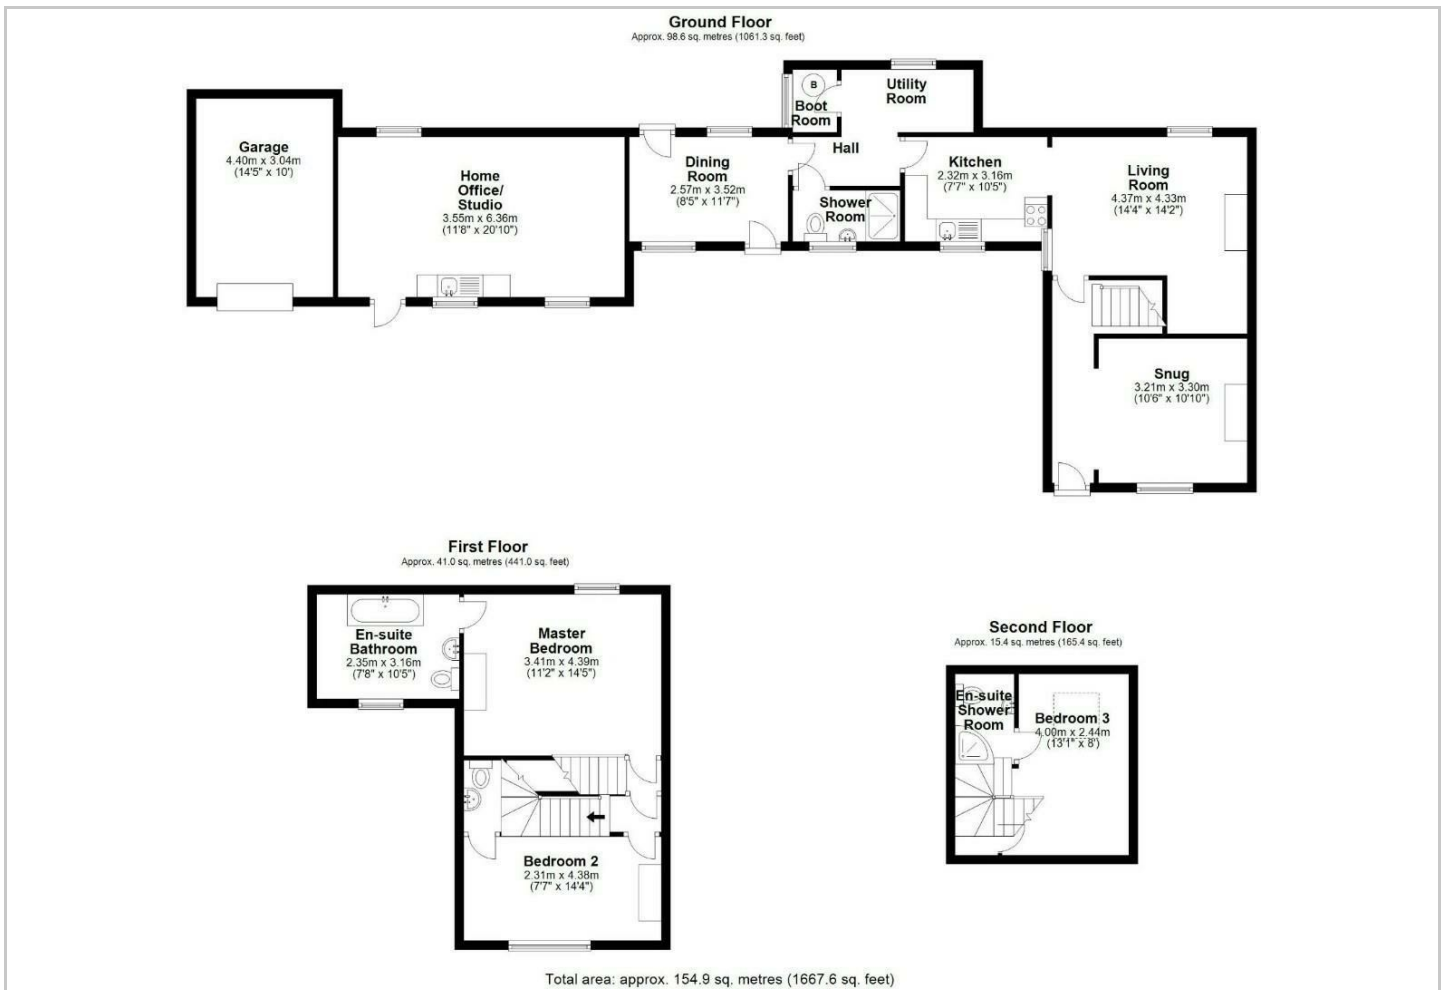 Ground Floor
Approx. 98.6 sq. metres (1061.3 sq. feet)
Utility
Room
B
Boot
Room
Garage
4.40m x 3.04m
(14'5" x 10')
Hall
Dining
Room
2.57m x 3.52m
(8'5" x 11'7")
Kitchen
2.32m x 3.16m
(7'7" x 10'5")
Living
Room
4.37m x 4.33m
(14'4" x 14'2")
Home
Office/
Studio
3.55m x 6.36m
(11'8" x 20'10")
Shower
Room
Snug
3.21m x 3.30m
(10'6" x 10'10")
First Floor
Approx. 41.0 sq. metres (441.0 sq. feet)
En-suite
Bathroom
2.35m x 3.16m
(7'8" x 10'5")
Master
Bedroom
3.41m x 4.39m
(11'2" x 14'5")
Bedroom 2
2.31m x 4.38m
(7'7" x 14'4")
Second Floor
Approx. 15.4 sq. metres (165.4 sq. feet)
En-suite
Shower
Room
Bedroom 3
4.00m x 2.44m
(13'1" x 8')
Total area: approx. 154.9 sq. metres (1667.6 sq. feet)